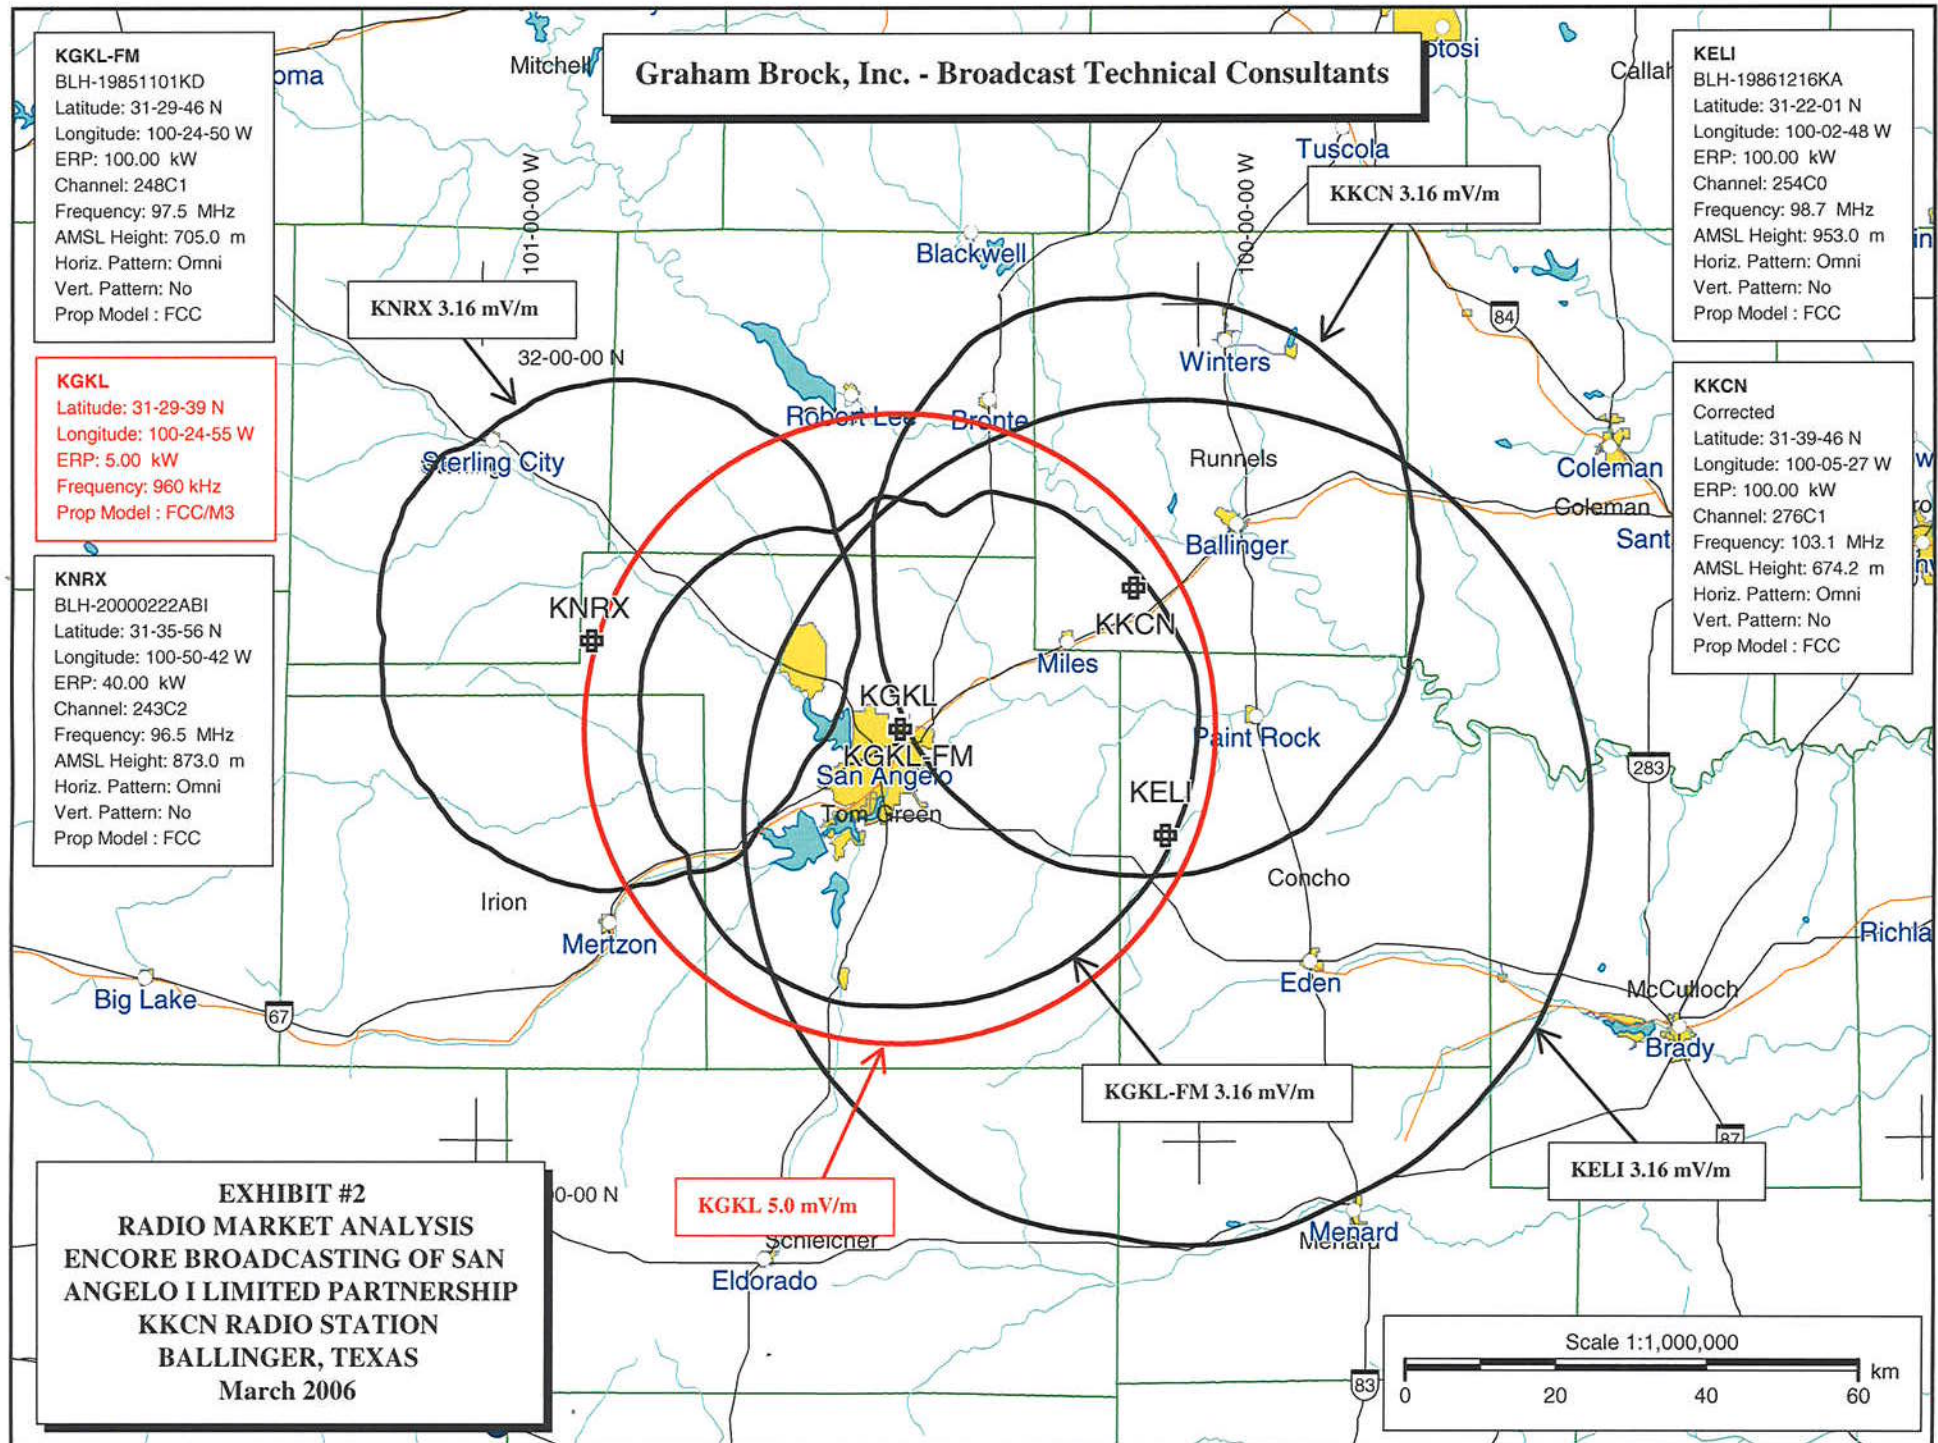 Graham Brock, Inc. - Broadcast Technical Consultants
KGKL-FM
BLH-19851101KD
Latitude: 31-29-46 N
Longitude: 100-24-50 W
ERP: 100.00 kW
Channel: 248C1
Frequency: 97.5 MHz
AMSL Height: 705.0 m
Horiz. Pattern: Omni
Vert. Pattern: No
Prop Model : FCC
KGKL
Latitude: 31-29-39 N
Longitude: 100-24-55 W
ERP: 5.00 kW
Frequency: 960 kHz
Prop Model : FCC/M3
KNRX
BLH-20000222ABI
Latitude: 31-35-56 N
Longitude: 100-50-42 W
ERP: 40.00 kW
Channel: 243C2
Frequency: 96.5 MHz
AMSL Height: 873.0 m
Horiz. Pattern: Omni
Vert. Pattern: No
Prop Model : FCC
KELI
BLH-19861216KA
Latitude: 31-22-01 N
Longitude: 100-02-48 W
ERP: 100.00 kW
Channel: 254C0
Frequency: 98.7 MHz
AMSL Height: 953.0 m
Horiz. Pattern: Omni
Vert. Pattern: No
Prop Model : FCC
KKCN
Corrected
Latitude: 31-39-46 N
Longitude: 100-05-27 W
ERP: 100.00 kW
Channel: 276C1
Frequency: 103.1 MHz
AMSL Height: 674.2 m
Horiz. Pattern: Omni
Vert. Pattern: No
Prop Model : FCC
oma
Mitchell
otosi
Callah
Tuscola
101-00-00 W
100-00-00 W
KKCN 3.16 mV/m
Blackwell
KNRX 3.16 mV/m
32-00-00 N
84
Winters
Robert Lee
Bronte
Sterling City
Runnels
Coleman
Coleman
Sant
Ballinger
KNRX
KKCN
Miles
KGKL
KGKL-FM
San Angelo
Paint Rock
283
KELI
Tom Green
Concho
Irion
Mertzon
Richla
Big Lake
67
Eden
McCulloch
Brady
KGKL-FM 3.16 mV/m
87
KELI 3.16 mV/m
KGKL 5.0 mV/m
00-00 N
Schleicher
Eldorado
Menard
Menard
83
EXHIBIT #2
RADIO MARKET ANALYSIS
ENCORE BROADCASTING OF SAN
ANGELO I LIMITED PARTNERSHIP
KKCN RADIO STATION
BALLINGER, TEXAS
March 2006
Scale 1:1,000,000
km
0 20 40 60